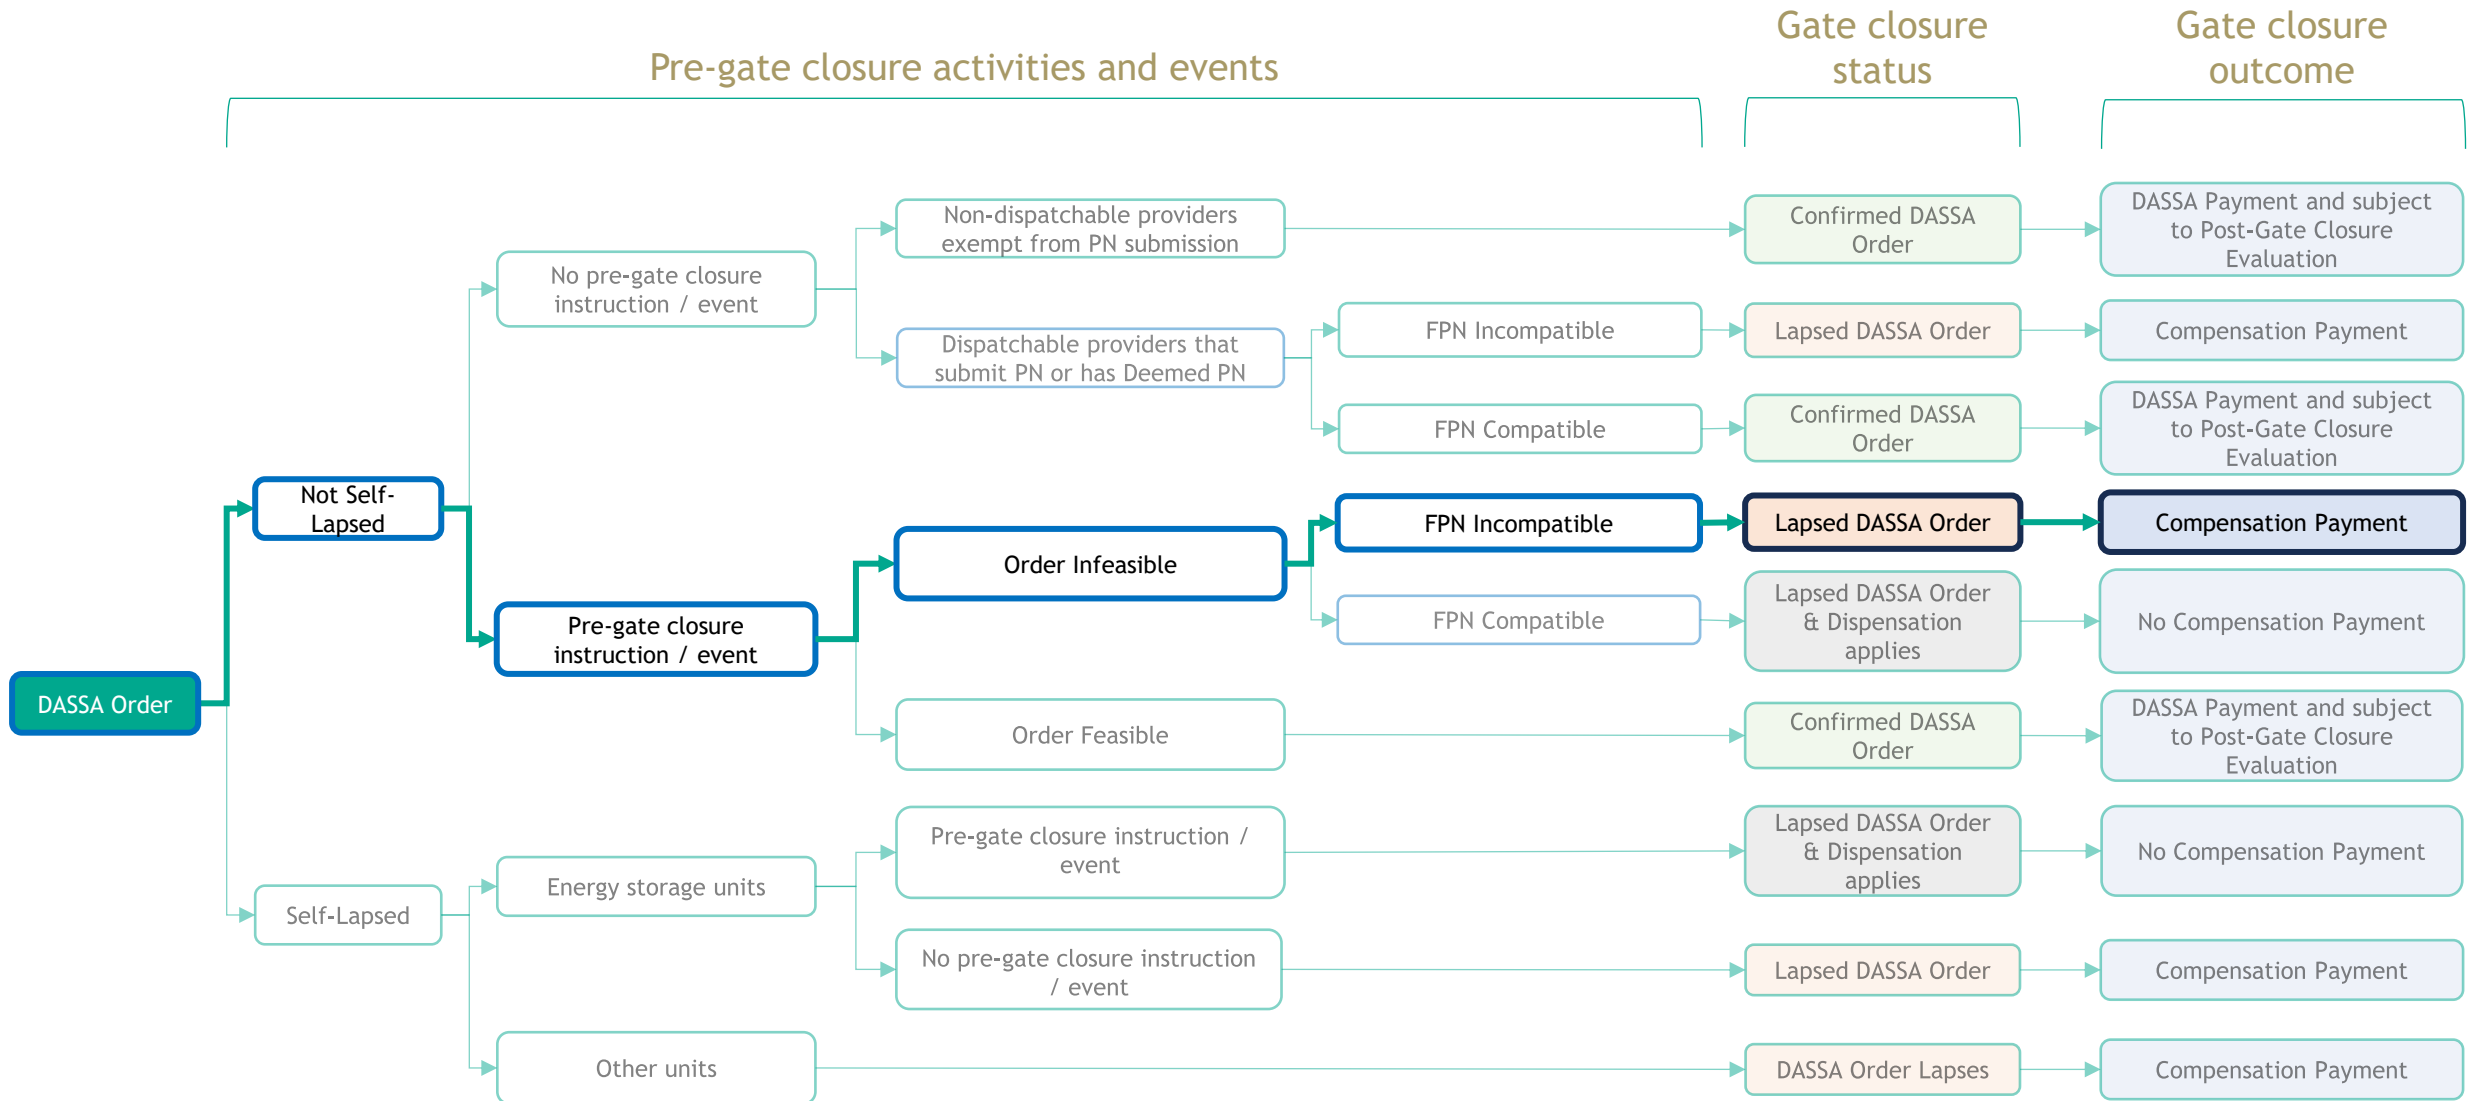 Pre-gate closure activities and events
Gate closure
status
Gate closure
outcome
Non-dispatchable providers
exempt from PN submission
Confirmed DASSA
Order
DASSA Payment and subject
to Post-Gate Closure
Evaluation
No pre-gate closure
instruction / event
Dispatchable providers that
submit PN or has Deemed PN
FPN Incompatible
Lapsed DASSA Order
Compensation Payment
FPN Compatible
Confirmed DASSA
Order
DASSA Payment and subject
to Post-Gate Closure
Evaluation
Not Self-
Lapsed
FPN Incompatible
Lapsed DASSA Order
Compensation Payment
Order Infeasible
Pre-gate closure
instruction / event
FPN Compatible
Lapsed DASSA Order
& Dispensation
applies
No Compensation Payment
DASSA Order
Order Feasible
Confirmed DASSA
Order
DASSA Payment and subject
to Post-Gate Closure
Evaluation
Pre-gate closure instruction /
event
Lapsed DASSA Order
& Dispensation
applies
No Compensation Payment
Energy storage units
Self-Lapsed
No pre-gate closure instruction
/ event
Lapsed DASSA Order
Compensation Payment
Other units
DASSA Order Lapses
Compensation Payment